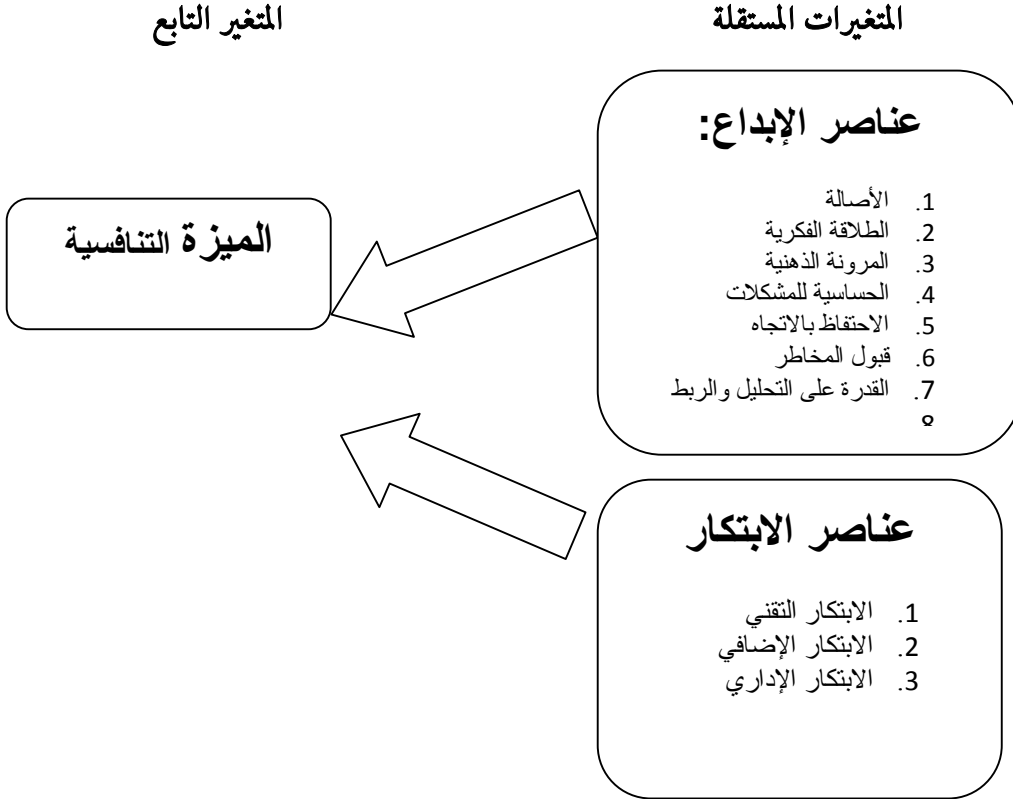 المتغيرات المستقلة
المتغير التابع
عناصر الإبداع:
1. الأصالة
2. الطلاقة الفكرية
3. المرونة الذهنية
4. الحساسية للمشكلات
5. الاحتفاظ بالاتجاه
6. قبول المخاطر
7. القدرة على التحليل والربط
الميزة التنافسية
عناصر الابتكار
1. الابتكار التقني
2. الابتكار الإضافي
3. الابتكار الإداري